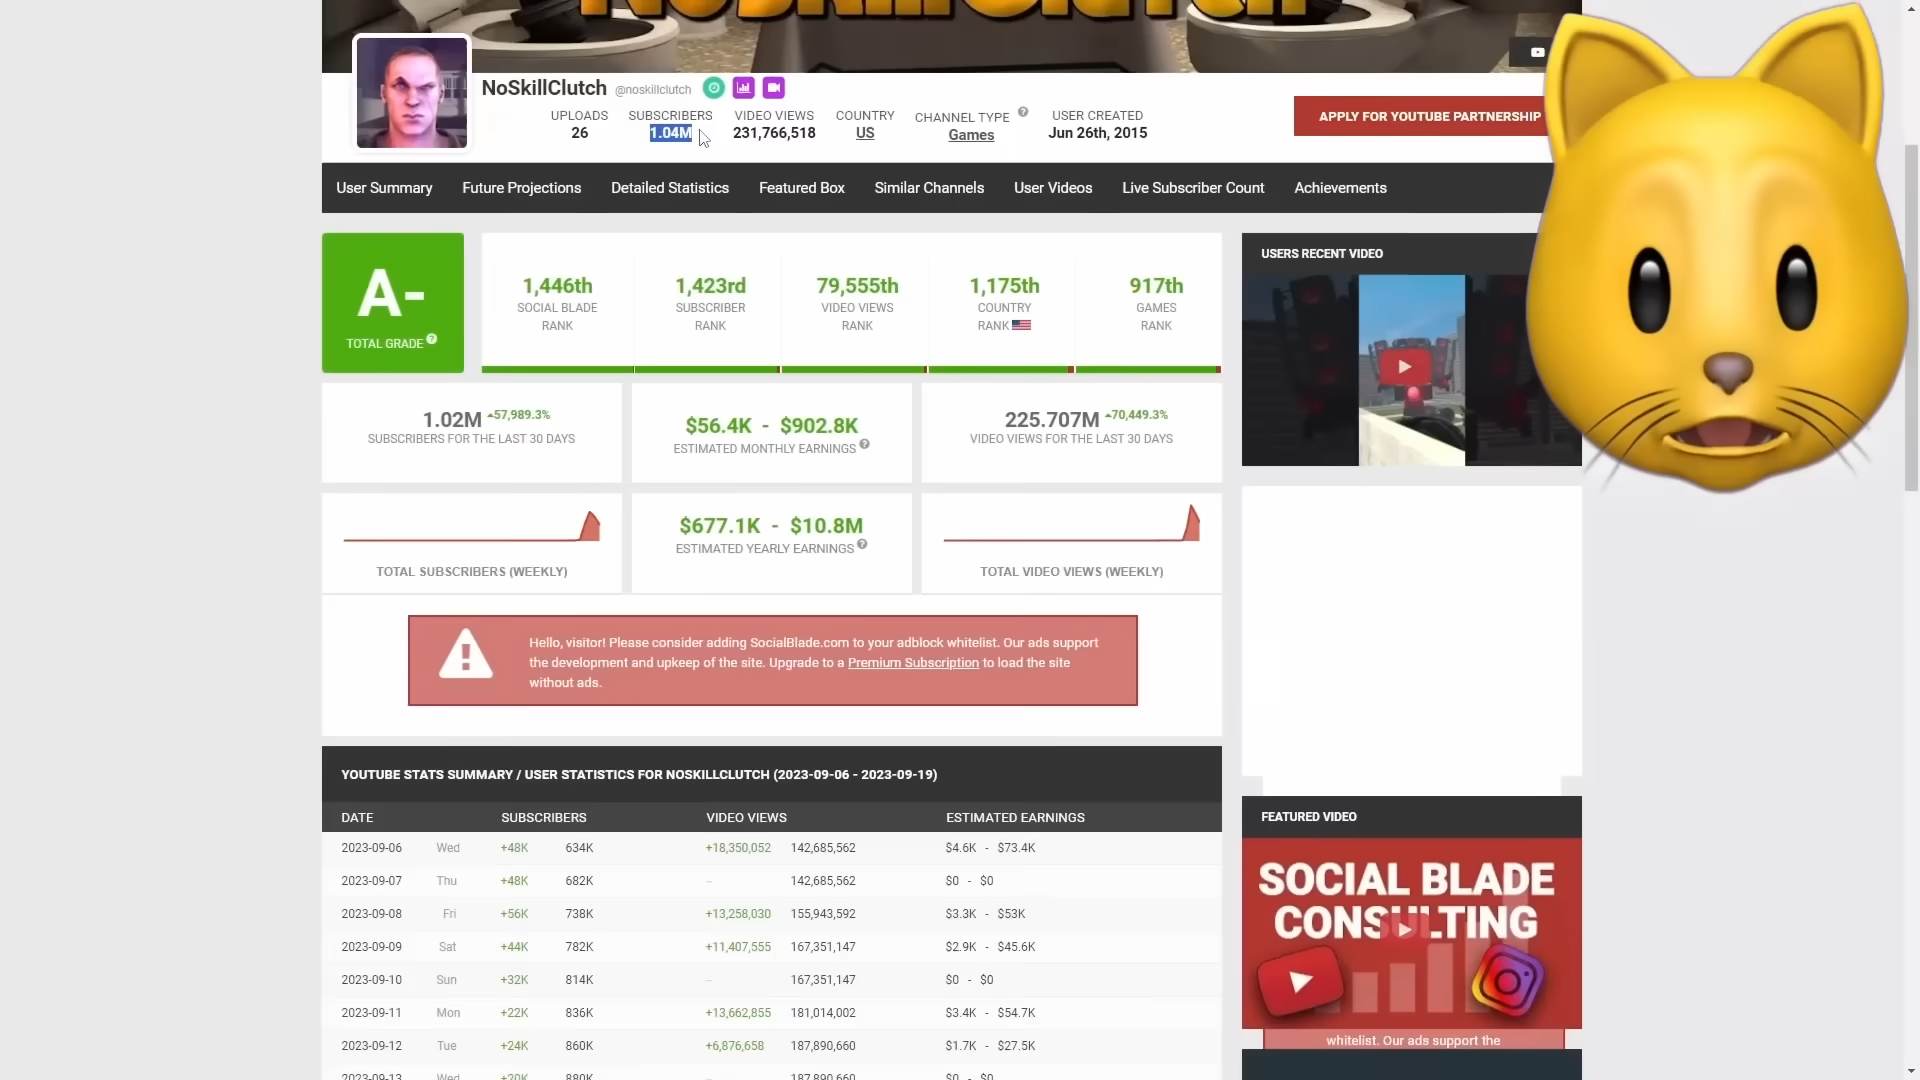 NoSkillClutch
NoSkillClutch @noskillclutch
UPLOADS SUBSCRIBERS VIDEO VIEWS COUNTRY CHANNEL TYPE USER CREATED
26 1.04M 231,766,518 US Games Jun 26th, 2015
APPLY FOR YOUTUBE PARTNERSHIP
User Summary Future Projections Detailed Statistics Featured Box Similar Channels User Videos Live Subscriber Count Achievements
A-
TOTAL GRADE
1,446th 1,423rd 79,555th 1,175th 917th
SOCIAL BLADE SUBSCRIBER VIDEO VIEWS COUNTRY GAMES
RANK RANK RANK RANK RANK
USERS RECENT VIDEO
1.02M 57,989.3%
SUBSCRIBERS FOR THE LAST 30 DAYS
$56.4K - $902.8K
ESTIMATED MONTHLY EARNINGS
225.707M 70,449.3%
VIDEO VIEWS FOR THE LAST 30 DAYS
TOTAL SUBSCRIBERS (WEEKLY)
$677.1K - $10.8M
ESTIMATED YEARLY EARNINGS
TOTAL VIDEO VIEWS (WEEKLY)
Hello, visitor! Please consider adding SocialBlade.com to your adblock whitelist. Our ads support
the development and upkeep of the site. Upgrade to a Premium Subscription to load the site
without ads.
YOUTUBE STATS SUMMARY / USER STATISTICS FOR NOSKILLCLUTCH (2023-09-06 - 2023-09-19)
DATE SUBSCRIBERS VIDEO VIEWS ESTIMATED EARNINGS
2023-09-06 Wed +48K 634K +18,350,052 142,685,562 $4.6K - $73.4K
2023-09-07 Thu +48K 682K -- 142,685,562 $0 - $0
2023-09-08 Fri +56K 738K +13,258,030 155,943,592 $3.3K - $53K
2023-09-09 Sat +44K 782K +11,407,555 167,351,147 $2.9K - $45.6K
2023-09-10 Sun +32K 814K -- 167,351,147 $0 - $0
2023-09-11 Mon +22K 836K +13,662,855 181,014,002 $3.4K - $54.7K
2023-09-12 Tue +24K 860K +6,876,658 187,890,660 $1.7K - $27.5K
2023-09-13 Wed +20K 880K -- 187,890,660 $0 - $0
FEATURED VIDEO
SOCIAL BLADE
CONSULTING
whitelist. Our ads support the